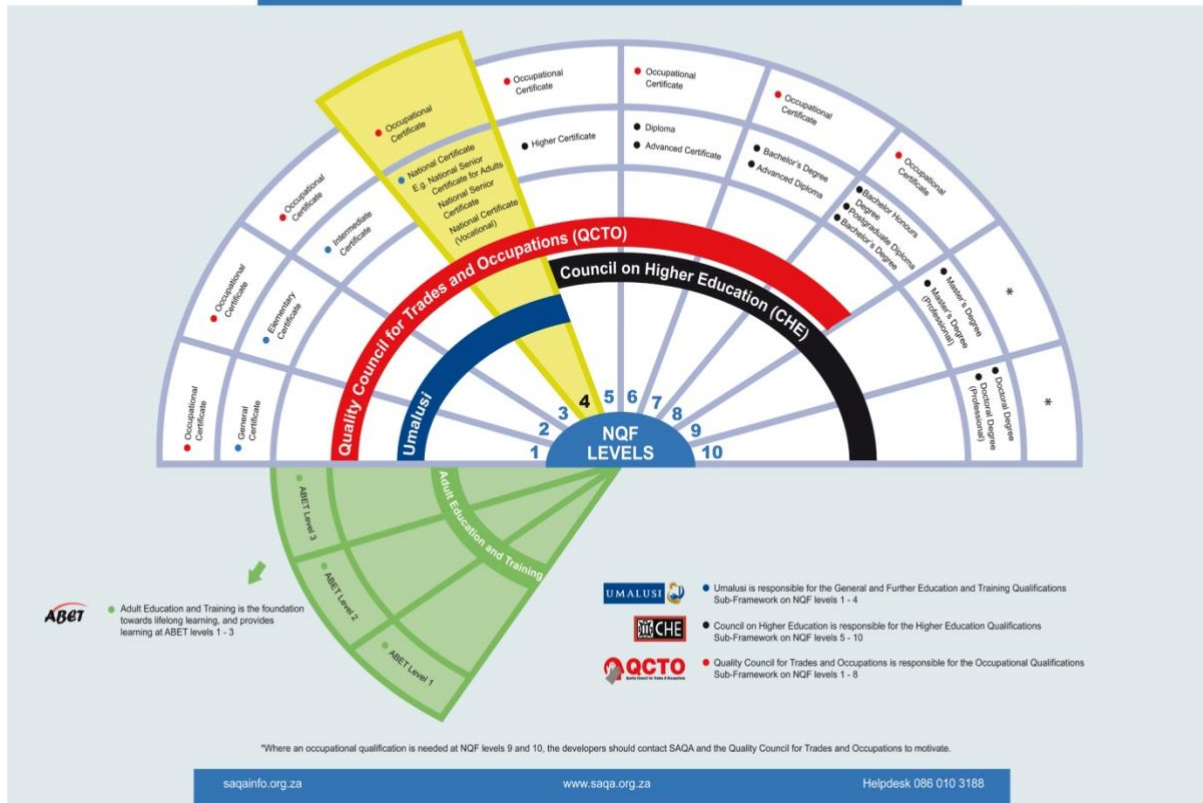 Occupational
Certificate
General
Certificate
Occupational
Certificate
Elementary
Certificate
Occupational
Certificate
Intermediate
Certificate
Occupational
Certificate
National Certificate
E.g. National Senior
Certificate for Adults
National Senior
Certificate
National Certificate
(Vocational)
Occupational
Certificate
Higher Certificate
Occupational
Certificate
Diploma
Advanced Certificate
Occupational
Certificate
Bachelor's Degree
Advanced Diploma
Occupational
Certificate
Bachelor Honours
Degree
Postgraduate Diploma
Bachelor's Degree
*
Master's Degree
Master's Degree
(Professional)
*
Doctoral Degree
Doctoral Degree
(Professional)
Quality Council for Trades and Occupations (QCTO)
Council on Higher Education (CHE)
Umalusi
1
2
3
4
5
6
7
8
9
10
NQF
LEVELS
Adult Education and Training
ABET Level 3
ABET Level 2
ABET Level 1
ABET
Adult Education and Training is the foundation
towards lifelong learning, and provides
learning at ABET levels 1 - 3
UMALUSI
Umalusi is responsible for the General and Further Education and Training Qualifications
Sub-Framework on NQF levels 1 - 4
CHE
Council on Higher Education is responsible for the Higher Education Qualifications
Sub-Framework on NQF levels 5 - 10
QCTO
Quality Council for Trades & Occupations
Quality Council for Trades and Occupations is responsible for the Occupational Qualifications
Sub-Framework on NQF levels 1 - 8
*Where an occupational qualification is needed at NQF levels 9 and 10, the developers should contact SAQA and the Quality Council for Trades and Occupations to motivate.
saqainfo.org.za
www.saqa.org.za
Helpdesk 086 010 3188